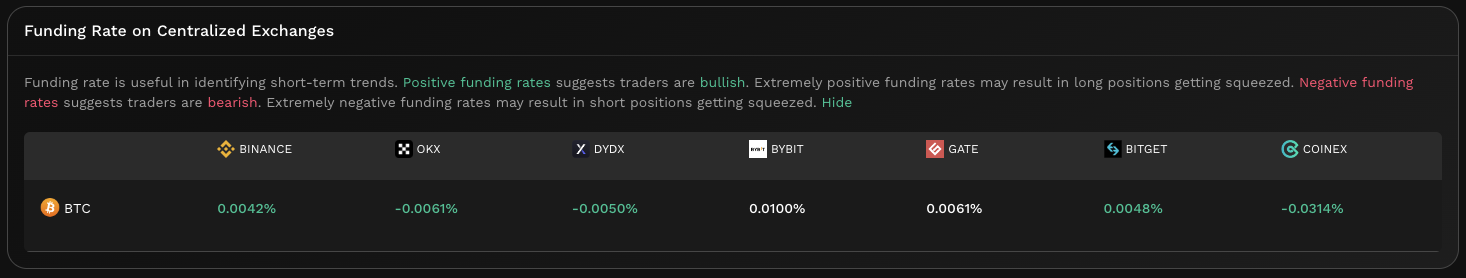 Funding Rate on Centralized Exchanges
Funding rate is useful in identifying short-term trends. Positive funding rates suggests traders are bullish. Extremely positive funding rates may result in long positions getting squeezed. Negative funding
rates suggests traders are bearish. Extremely negative funding rates may result in short positions getting squeezed. Hide
BINANCE OKX DYDX BYBIT GATE BITGET COINEX
BTC 0.0042% -0.0061% -0.0050% 0.0100% 0.0061% 0.0048% -0.0314%